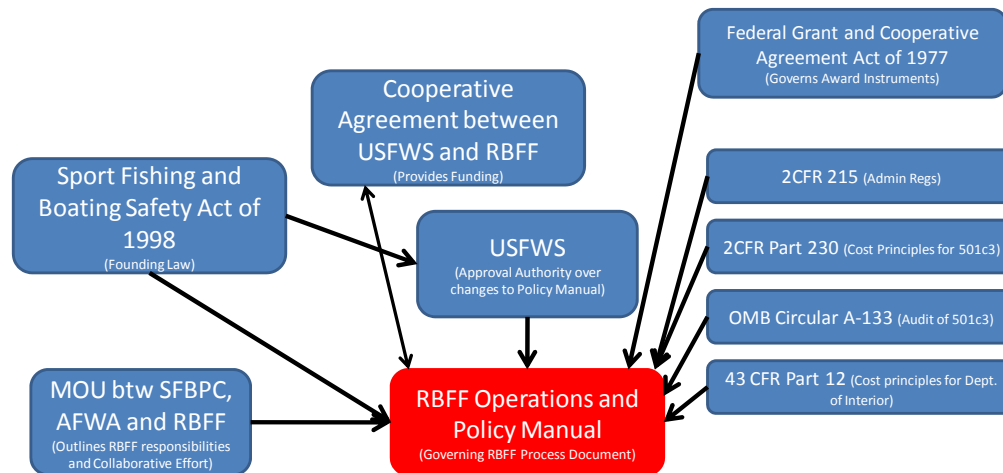 Federal Grant and Cooperative
Agreement Act of 1977
(Governs Award Instruments)
Cooperative
Agreement between
USFWS and RBFF
(Provides Funding)
Sport Fishing and
Boating Safety Act of
1998
(Founding Law)
2CFR 215 (Admin Regs)
USFWS
(Approval Authority over
changes to Policy Manual)
2CFR Part 230 (Cost Principles for 501c3)
OMB Circular A-133 (Audit of 501c3)
43 CFR Part 12 (Cost principles for Dept.
of Interior)
MOU btw SFBPC,
AFWA and RBFF
(Outlines RBFF responsibilities
and Collaborative Effort)
RBFF Operations and
Policy Manual
(Governing RBFF Process Document)